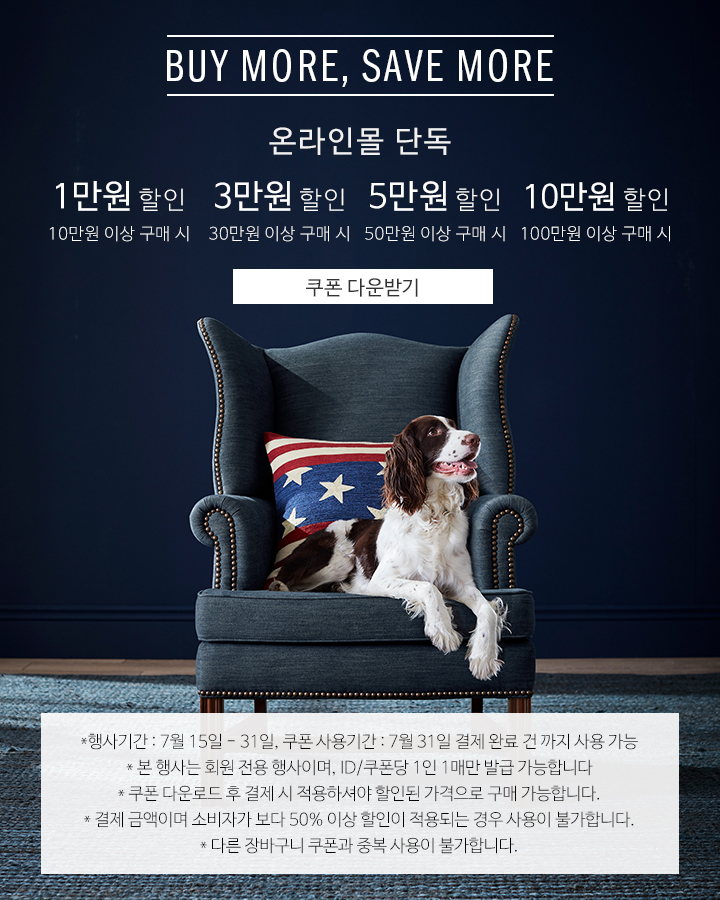 BUY MORE, SAVE MORE
온라인몰 단독
1만원 할인 3만원 할인 5만원 할인 10만원 할인
10만원 이상 구매 시 30만원 이상 구매 시 50만원 이상 구매 시 100만원 이상 구매 시
쿠폰 다운받기
*행사기간 : 7월 15일 - 31일, 쿠폰 사용기간 : 7월 31일 결제 완료 건 까지 사용 가능
* 본 행사는 회원 전용 행사이며, ID/쿠폰당 1인 1매만 발급 가능합니다
* 쿠폰 다운로드 후 결제 시 적용하셔야 할인된 가격으로 구매 가능합니다.
* 결제 금액이며 소비자가 보다 50% 이상 할인이 적용되는 경우 사용이 불가합니다.
* 다른 장바구니 쿠폰과 중복 사용이 불가합니다.